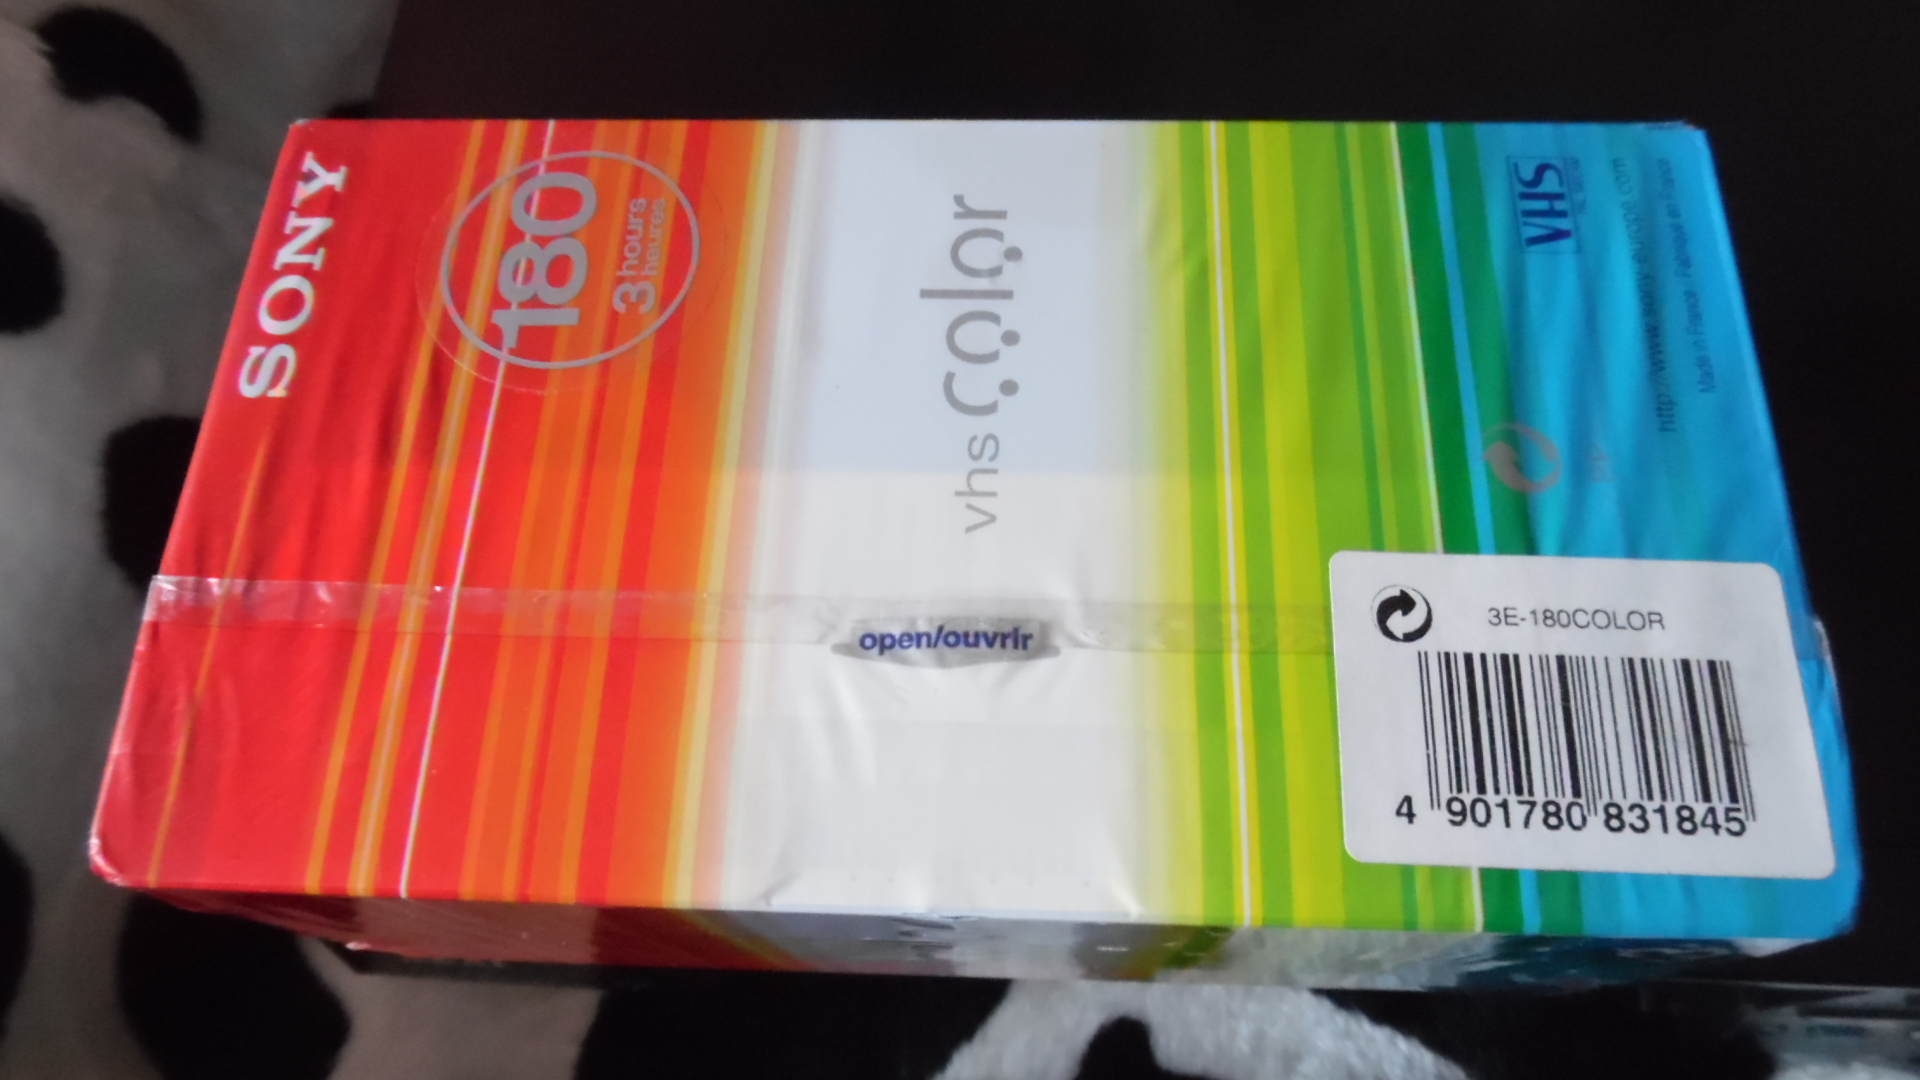 SONY
180
3 hours
heures
vhs color
open/ouvrir
VHS
http://www.sony-europe.com
Made in France - Fabriqué en France
3E-180COLOR
4 901780 831845